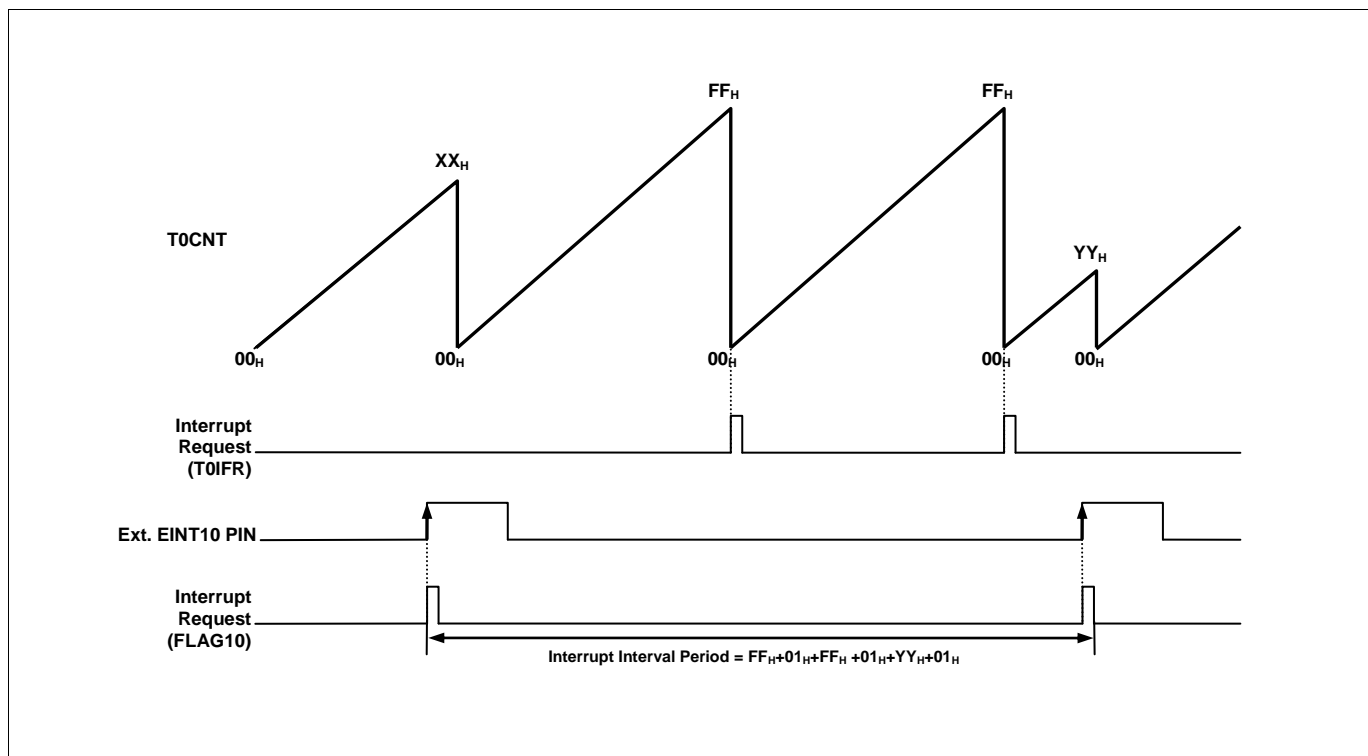 FFH FFH
XXH
T0CNT
YYH
00H 00H 00H 00H 00H
Interrupt
Request
(T0IFR)
Ext. EINT10 PIN
Interrupt
Request
(FLAG10)
Interrupt Interval Period = FFH+01H+FFH +01H+YYH+01H